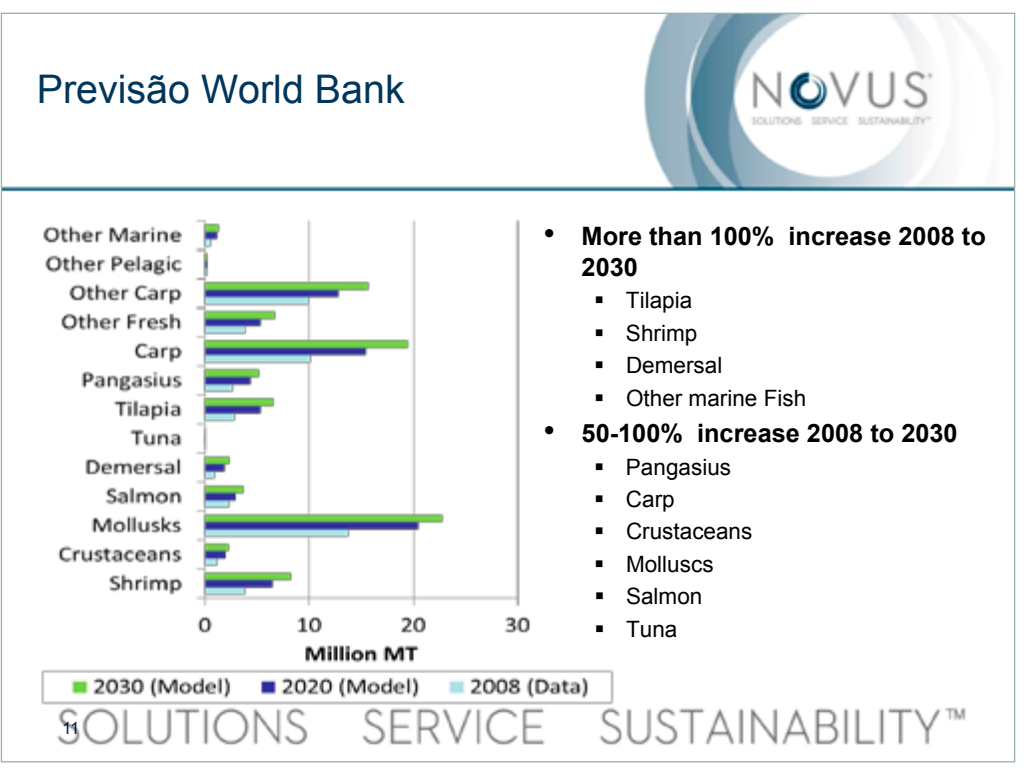 Previsão World Bank
NOVUS
SOLUTIONS SERVICE SUSTAINABILITY™
Other Marine
Other Pelagic
Other Carp
Other Fresh
Carp
Pangasius
Tilapia
Tuna
Demersal
Salmon
Mollusks
Crustaceans
Shrimp
0 10 20 30
Million MT
2030 (Model) 2020 (Model) 2008 (Data)
• More than 100% increase 2008 to
2030
▪ Tilapia
▪ Shrimp
▪ Demersal
▪ Other marine Fish
• 50-100% increase 2008 to 2030
▪ Pangasius
▪ Carp
▪ Crustaceans
▪ Molluscs
▪ Salmon
▪ Tuna
11
SOLUTIONS SERVICE SUSTAINABILITY™